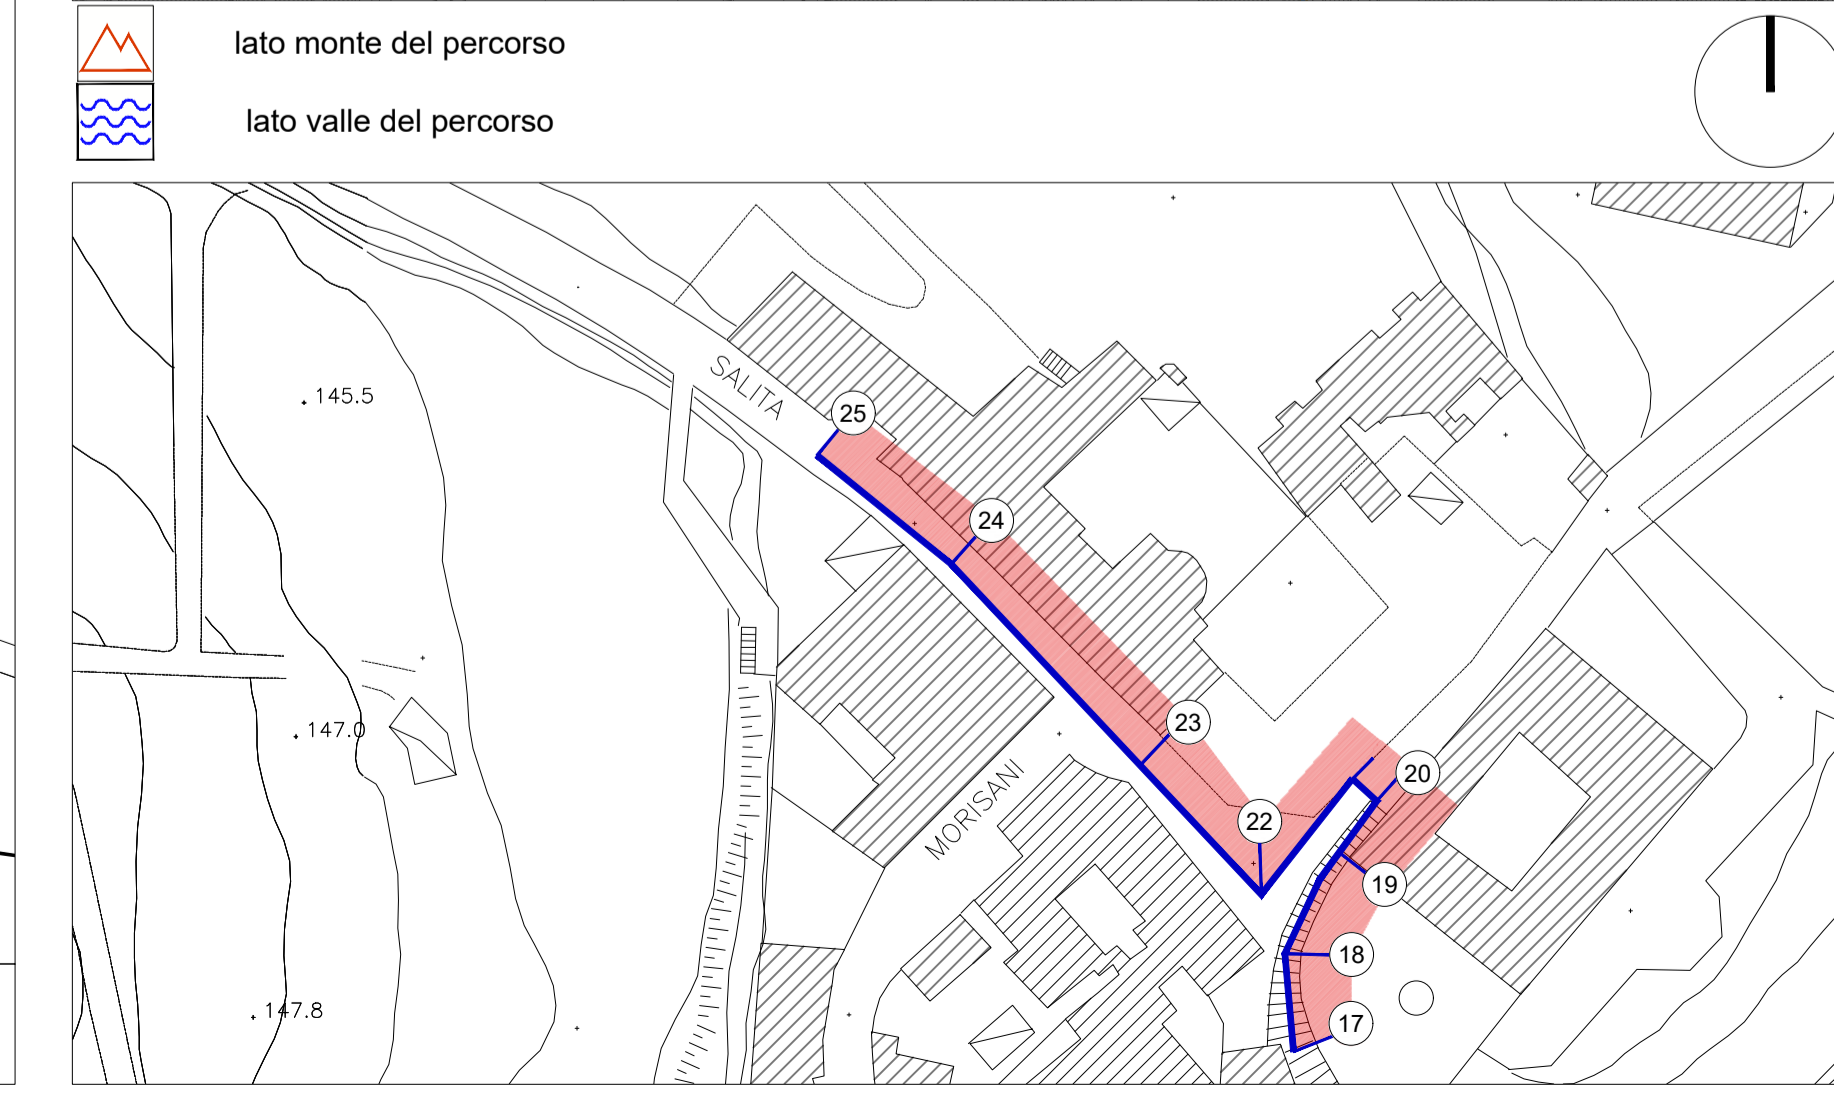 lato monte del percorso
lato valle del percorso
SALITA
145.5
25
24
147.0
23
MORISANI
20
22
19
18
147.8
17